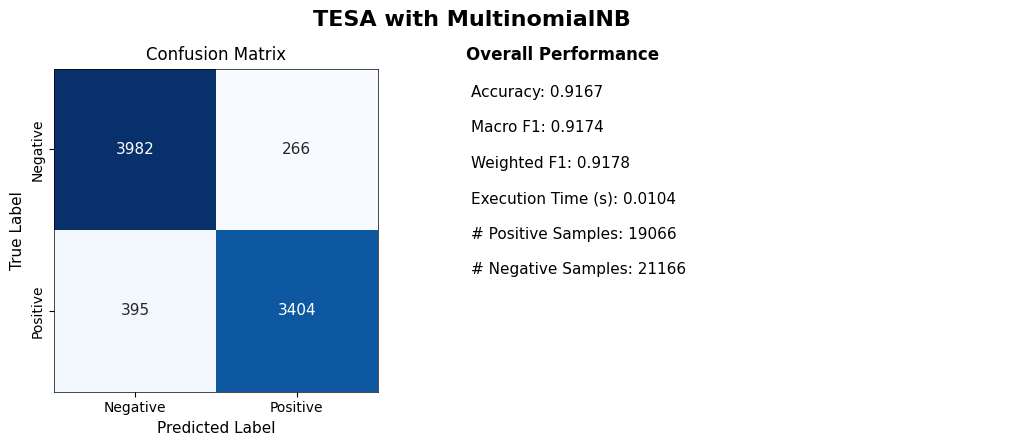 TESA with MultinomialNB
Confusion Matrix
True Label
Negative
Positive
3982 266
395 3404
Negative Positive
Predicted Label
Overall Performance
Accuracy: 0.9167
Macro F1: 0.9174
Weighted F1: 0.9178
Execution Time (s): 0.0104
# Positive Samples: 19066
# Negative Samples: 21166